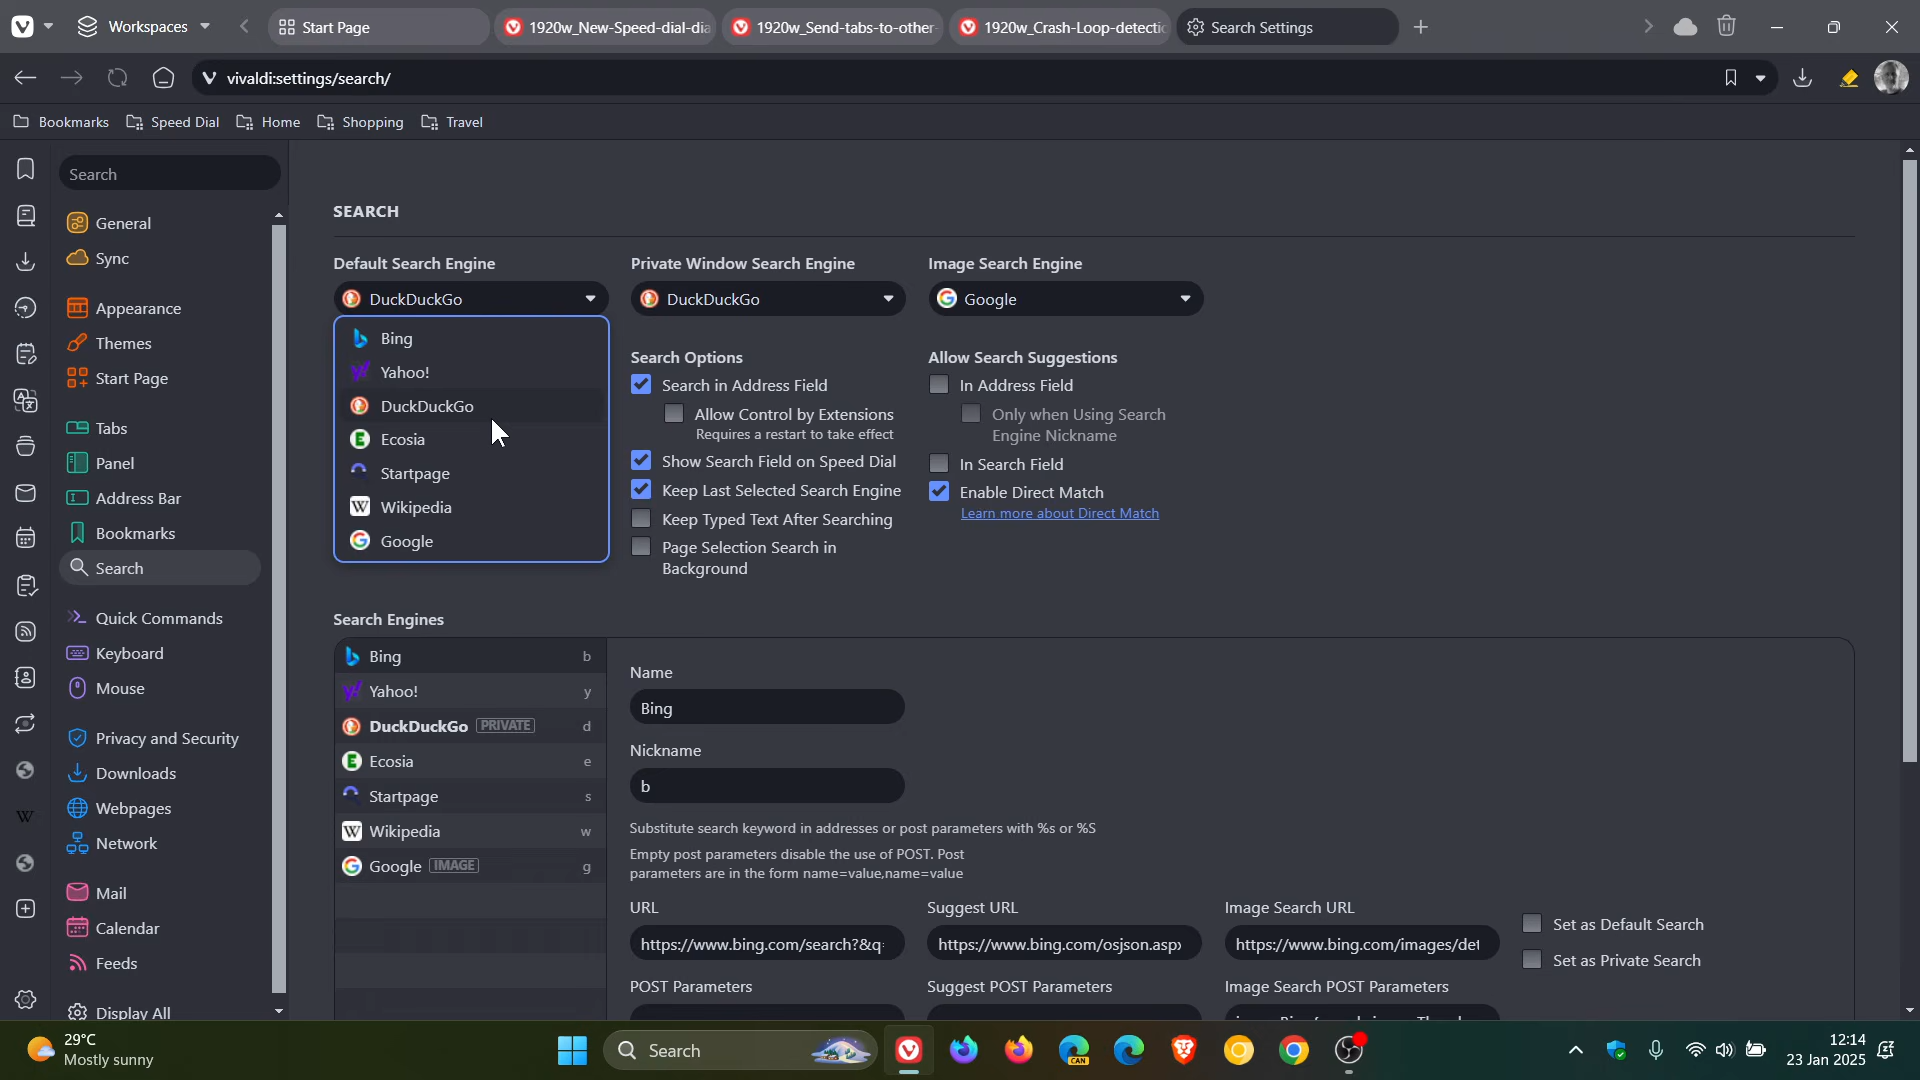 Workspaces
Start Page
1920w_New-Speed-dial-dia
1920w_Send-tabs-to-other-
1920w_Crash-Loop-detectio
Search Settings
vivaldi:settings/search/
Bookmarks
Speed Dial
Home
Shopping
Travel
Search
General
Sync
Appearance
Themes
Start Page
Tabs
Panel
Address Bar
Bookmarks
Search
Quick Commands
Keyboard
Mouse
Privacy and Security
Downloads
Webpages
Network
Mail
Calendar
Feeds
Display All
SEARCH
Default Search Engine
DuckDuckGo
Bing
Yahoo!
DuckDuckGo
Ecosia
Startpage
Wikipedia
Google
Private Window Search Engine
DuckDuckGo
Image Search Engine
Google
Search Options
Search in Address Field
Allow Control by Extensions
Requires a restart to take effect
Show Search Field on Speed Dial
Keep Last Selected Search Engine
Keep Typed Text After Searching
Page Selection Search in
Background
Allow Search Suggestions
In Address Field
Only when Using Search
Engine Nickname
In Search Field
Enable Direct Match
Learn more about Direct Match
Search Engines
Bing b
Yahoo! y
DuckDuckGo PRIVATE d
Ecosia e
Startpage s
Wikipedia w
Google IMAGE g
Name
Bing
Nickname
b
Substitute search keyword in addresses or post parameters with %s or %S
Empty post parameters disable the use of POST. Post
parameters are in the form name=value,name=value
URL
https://www.bing.com/search?&q=
Suggest URL
https://www.bing.com/osjson.aspx
Image Search URL
https://www.bing.com/images/det
Set as Default Search
Set as Private Search
POST Parameters
Suggest POST Parameters
Image Search POST Parameters
29°C
Mostly sunny
Search
CAN
12:14
23 Jan 2025